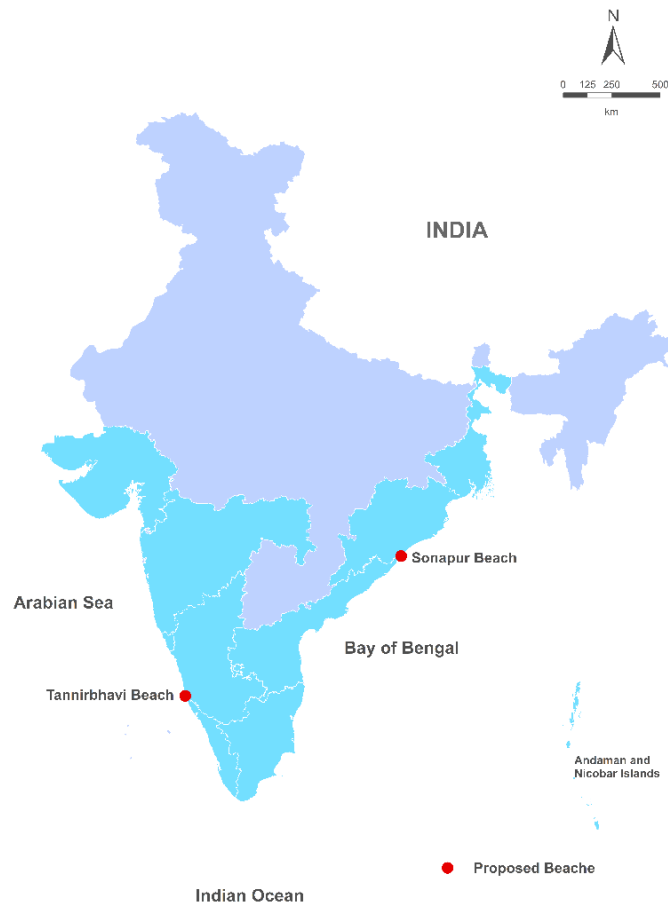 N
0 125 250 500
km
INDIA
Sonapur Beach
Arabian Sea
Bay of Bengal
Tannirbhavi Beach
Andaman and
Nicobar Islands
Proposed Beache
Indian Ocean